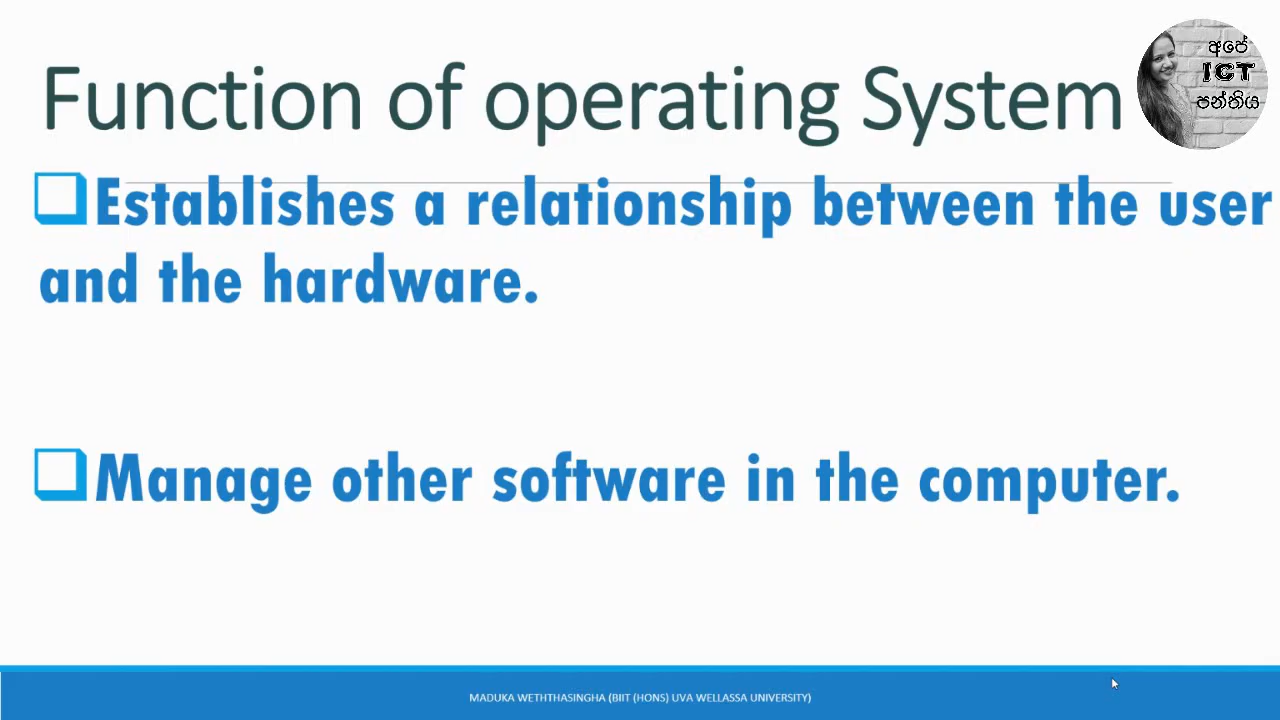 Function of operating System
අපේ
ICT
පන්තිය
Establishes a relationship between the user
and the hardware.
Manage other software in the computer.
MADUKA WEHTHASINGHA (BIIT (HONS) UVA WELLASSA UNIVERSITY)